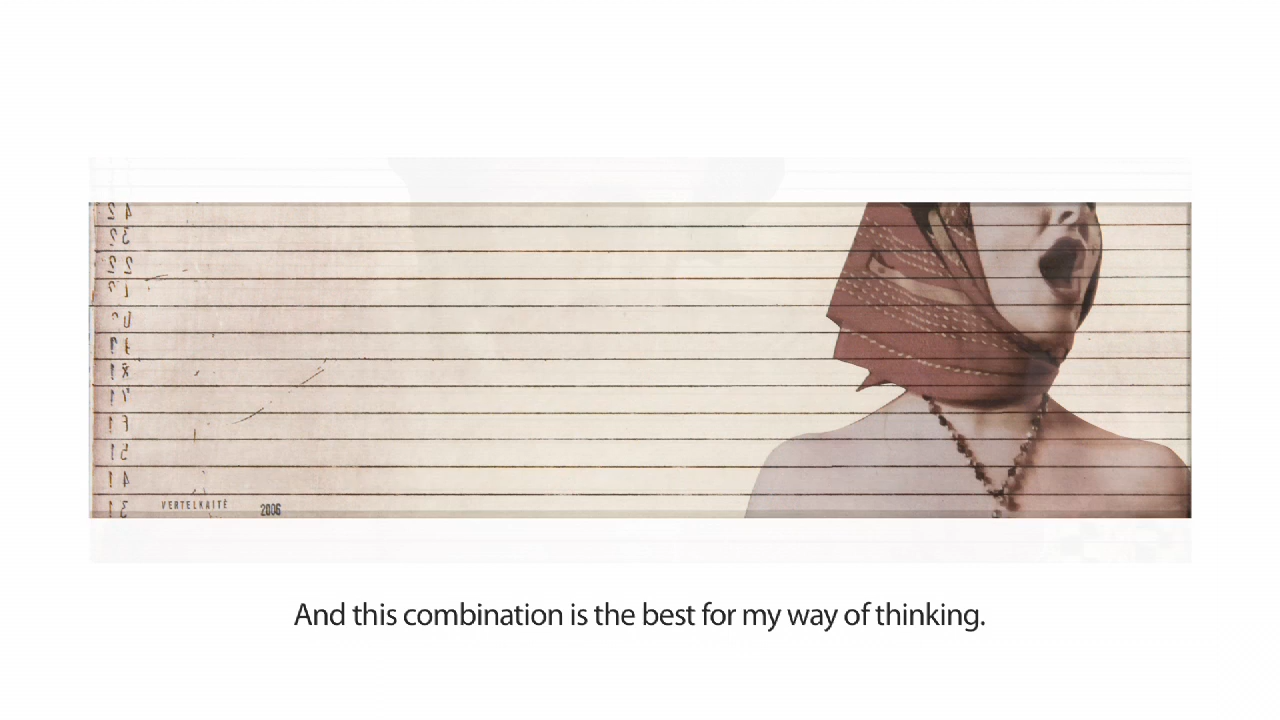 VERTELKAITĖ 2006
And this combination is the best for my way of thinking.